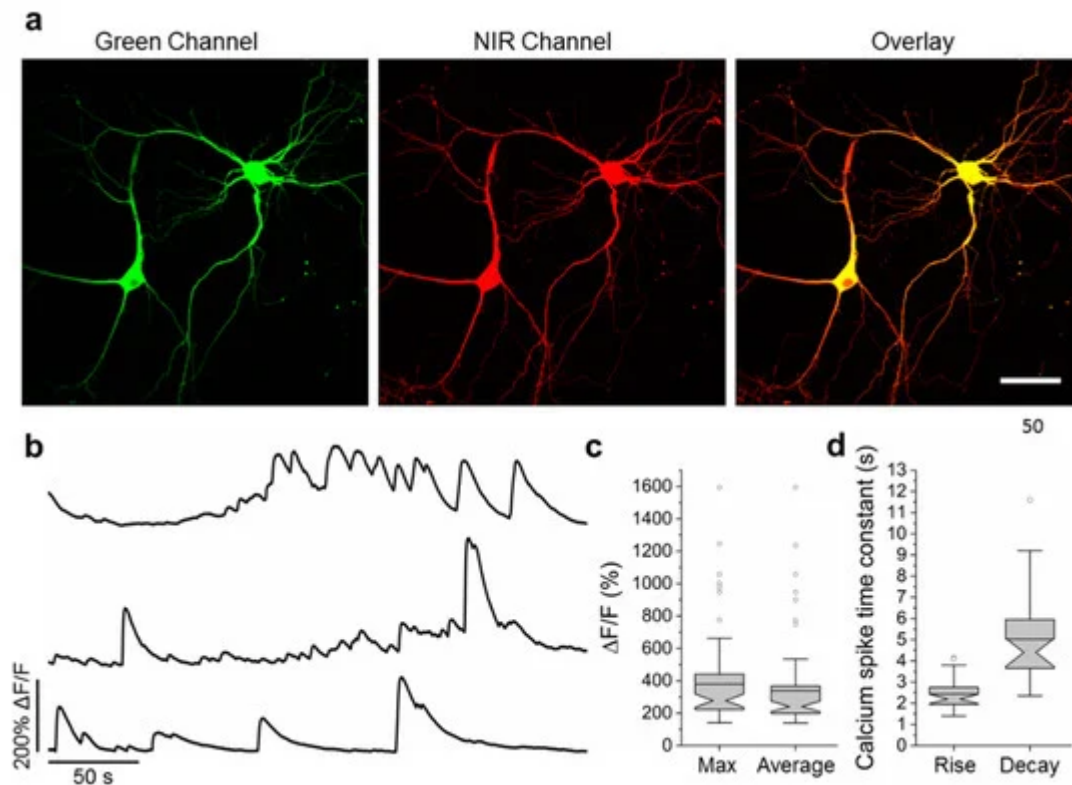 a
Green Channel NIR Channel Overlay
50
b
200% ΔF/F
50 s
c
ΔF/F (%)
1600
1400
1200
1000
800
600
400
200
0
Max Average
d
Calcium spike time constant (s)
13
12
11
10
9
8
7
6
5
4
3
2
1
0
Rise Decay